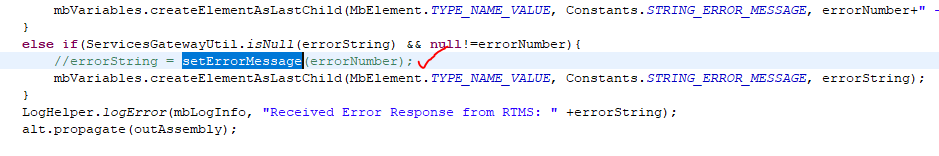 mbVariables.createElementAsLastChild(MbElement.TYPE_NAME_VALUE, Constants.STRING_ERROR_MESSAGE, errorNumber+" -
}
else if(ServicesGatewayUtil.isNull(errorString) && null!=errorNumber){
//errorString = setErrorMessage(errorNumber);
mbVariables.createElementAsLastChild(MbElement.TYPE_NAME_VALUE, Constants.STRING_ERROR_MESSAGE, errorString);
}
LogHelper.logError(mbLogInfo, "Received Error Response from RTMS: " +errorString);
alt.propagate(outAssembly);